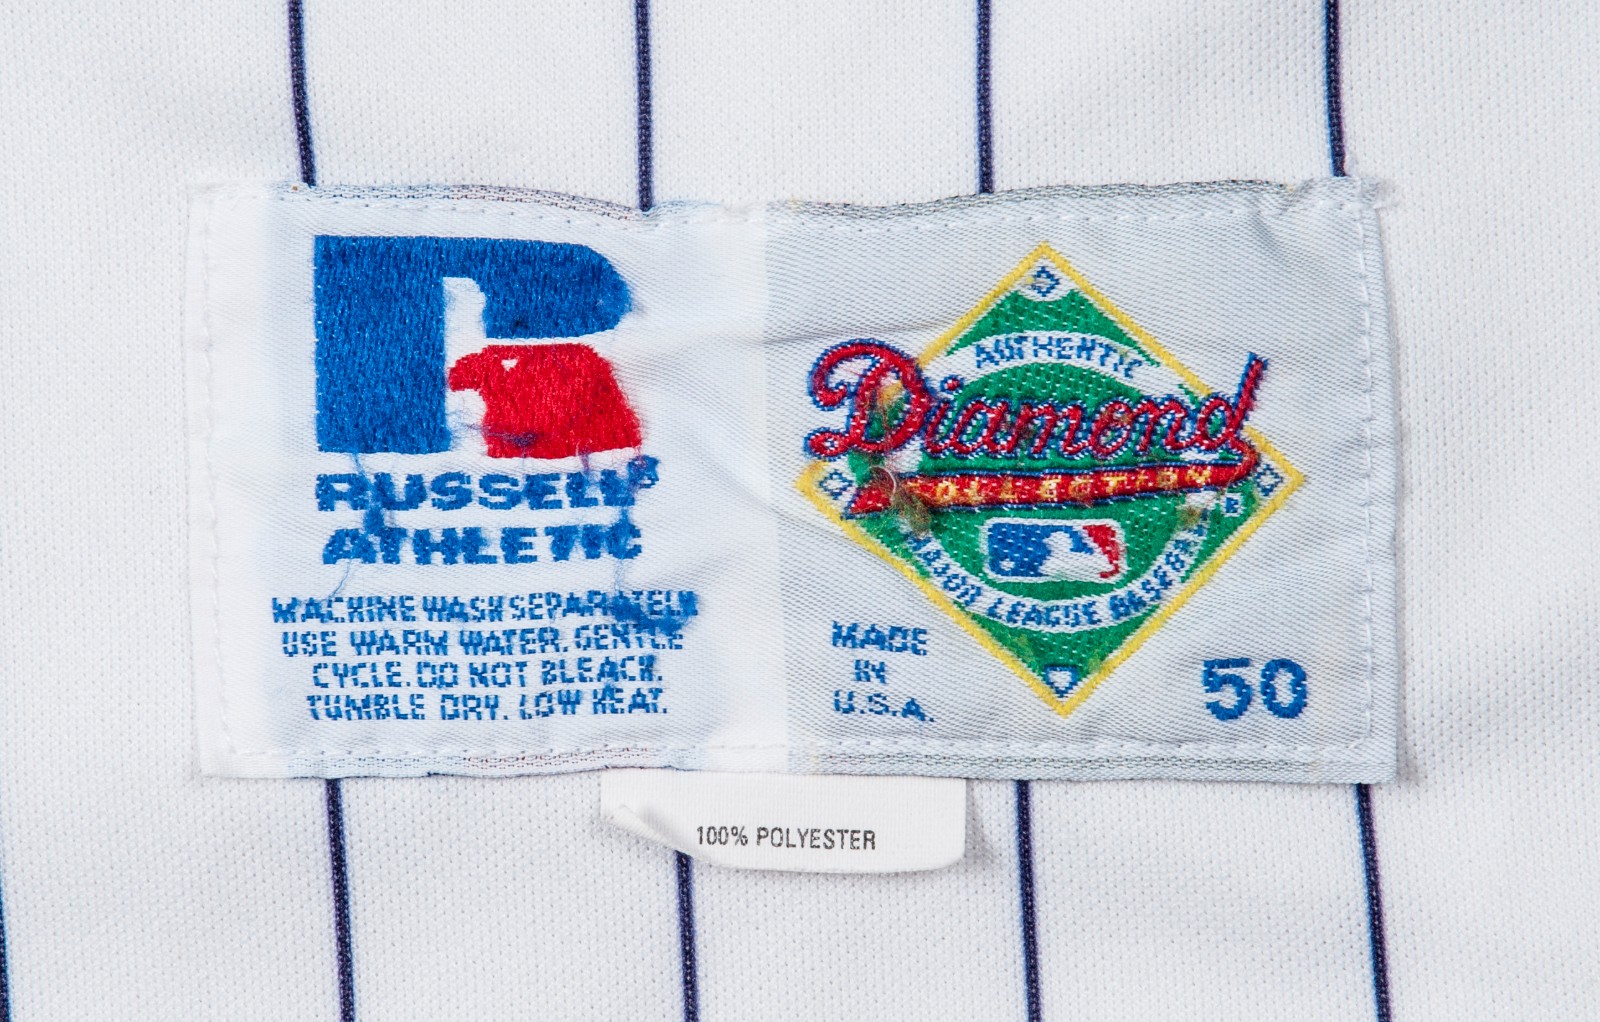 RUSSELL®
ATHLETIC
MACHINE WASH SEPARATELY
USE WARM WATER, GENTLE
CYCLE. DO NOT BLEACH.
TUMBLE DRY. LOW HEAT.
AUTHENTIC
Diamond
COLLECTION
®
MAJOR LEAGUE BASEBALL
MADE
IN
U.S.A.
50
100% POLYESTER